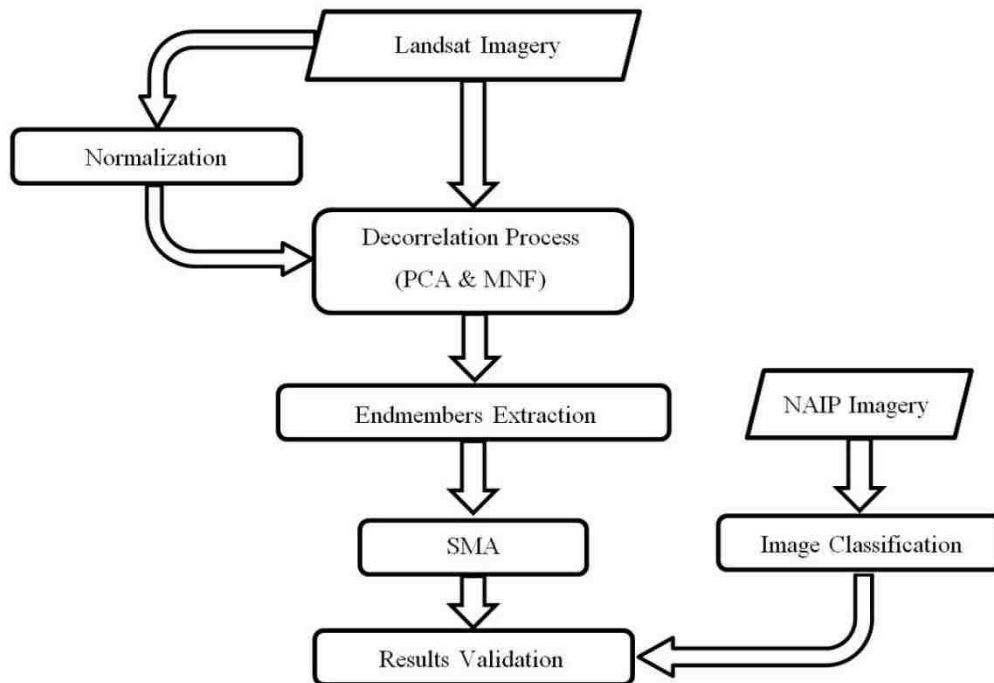 Landsat Imagery
Normalization
Decorrelation Process
(PCA & MNF)
Endmembers Extraction
NAIP Imagery
SMA
Image Classification
Results Validation